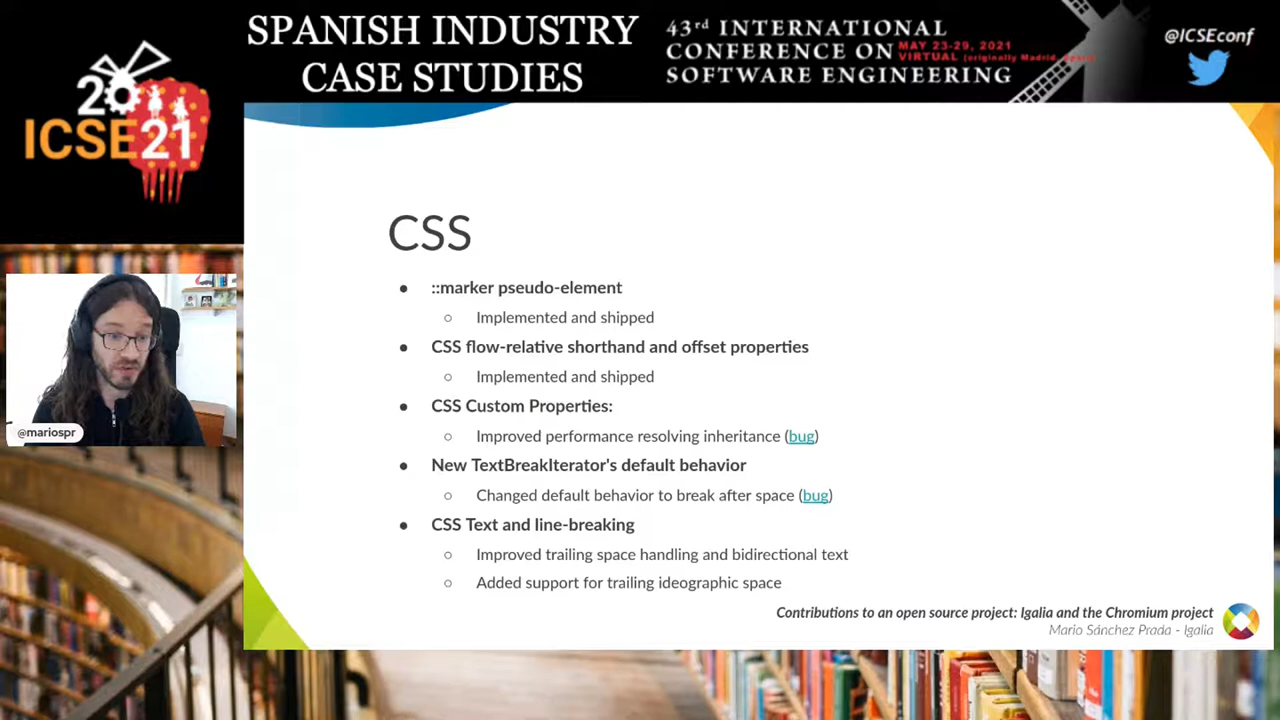 SPANISH INDUSTRY
CASE STUDIES
43rd INTERNATIONAL
CONFERENCE ON MAY 23-29, 2021
VIRTUAL (originally Madrid, Spain)
SOFTWARE ENGINEERING
@ICSEconf
20
ICSE21
CSS
● ::marker pseudo-element
○ Implemented and shipped
● CSS flow-relative shorthand and offset properties
○ Implemented and shipped
● CSS Custom Properties:
○ Improved performance resolving inheritance (bug)
● New TextBreakIterator's default behavior
○ Changed default behavior to break after space (bug)
● CSS Text and line-breaking
○ Improved trailing space handling and bidirectional text
○ Added support for trailing ideographic space
@mariospr
Contributions to an open source project: Igalia and the Chromium project
Mario Sánchez Prada - Igalia